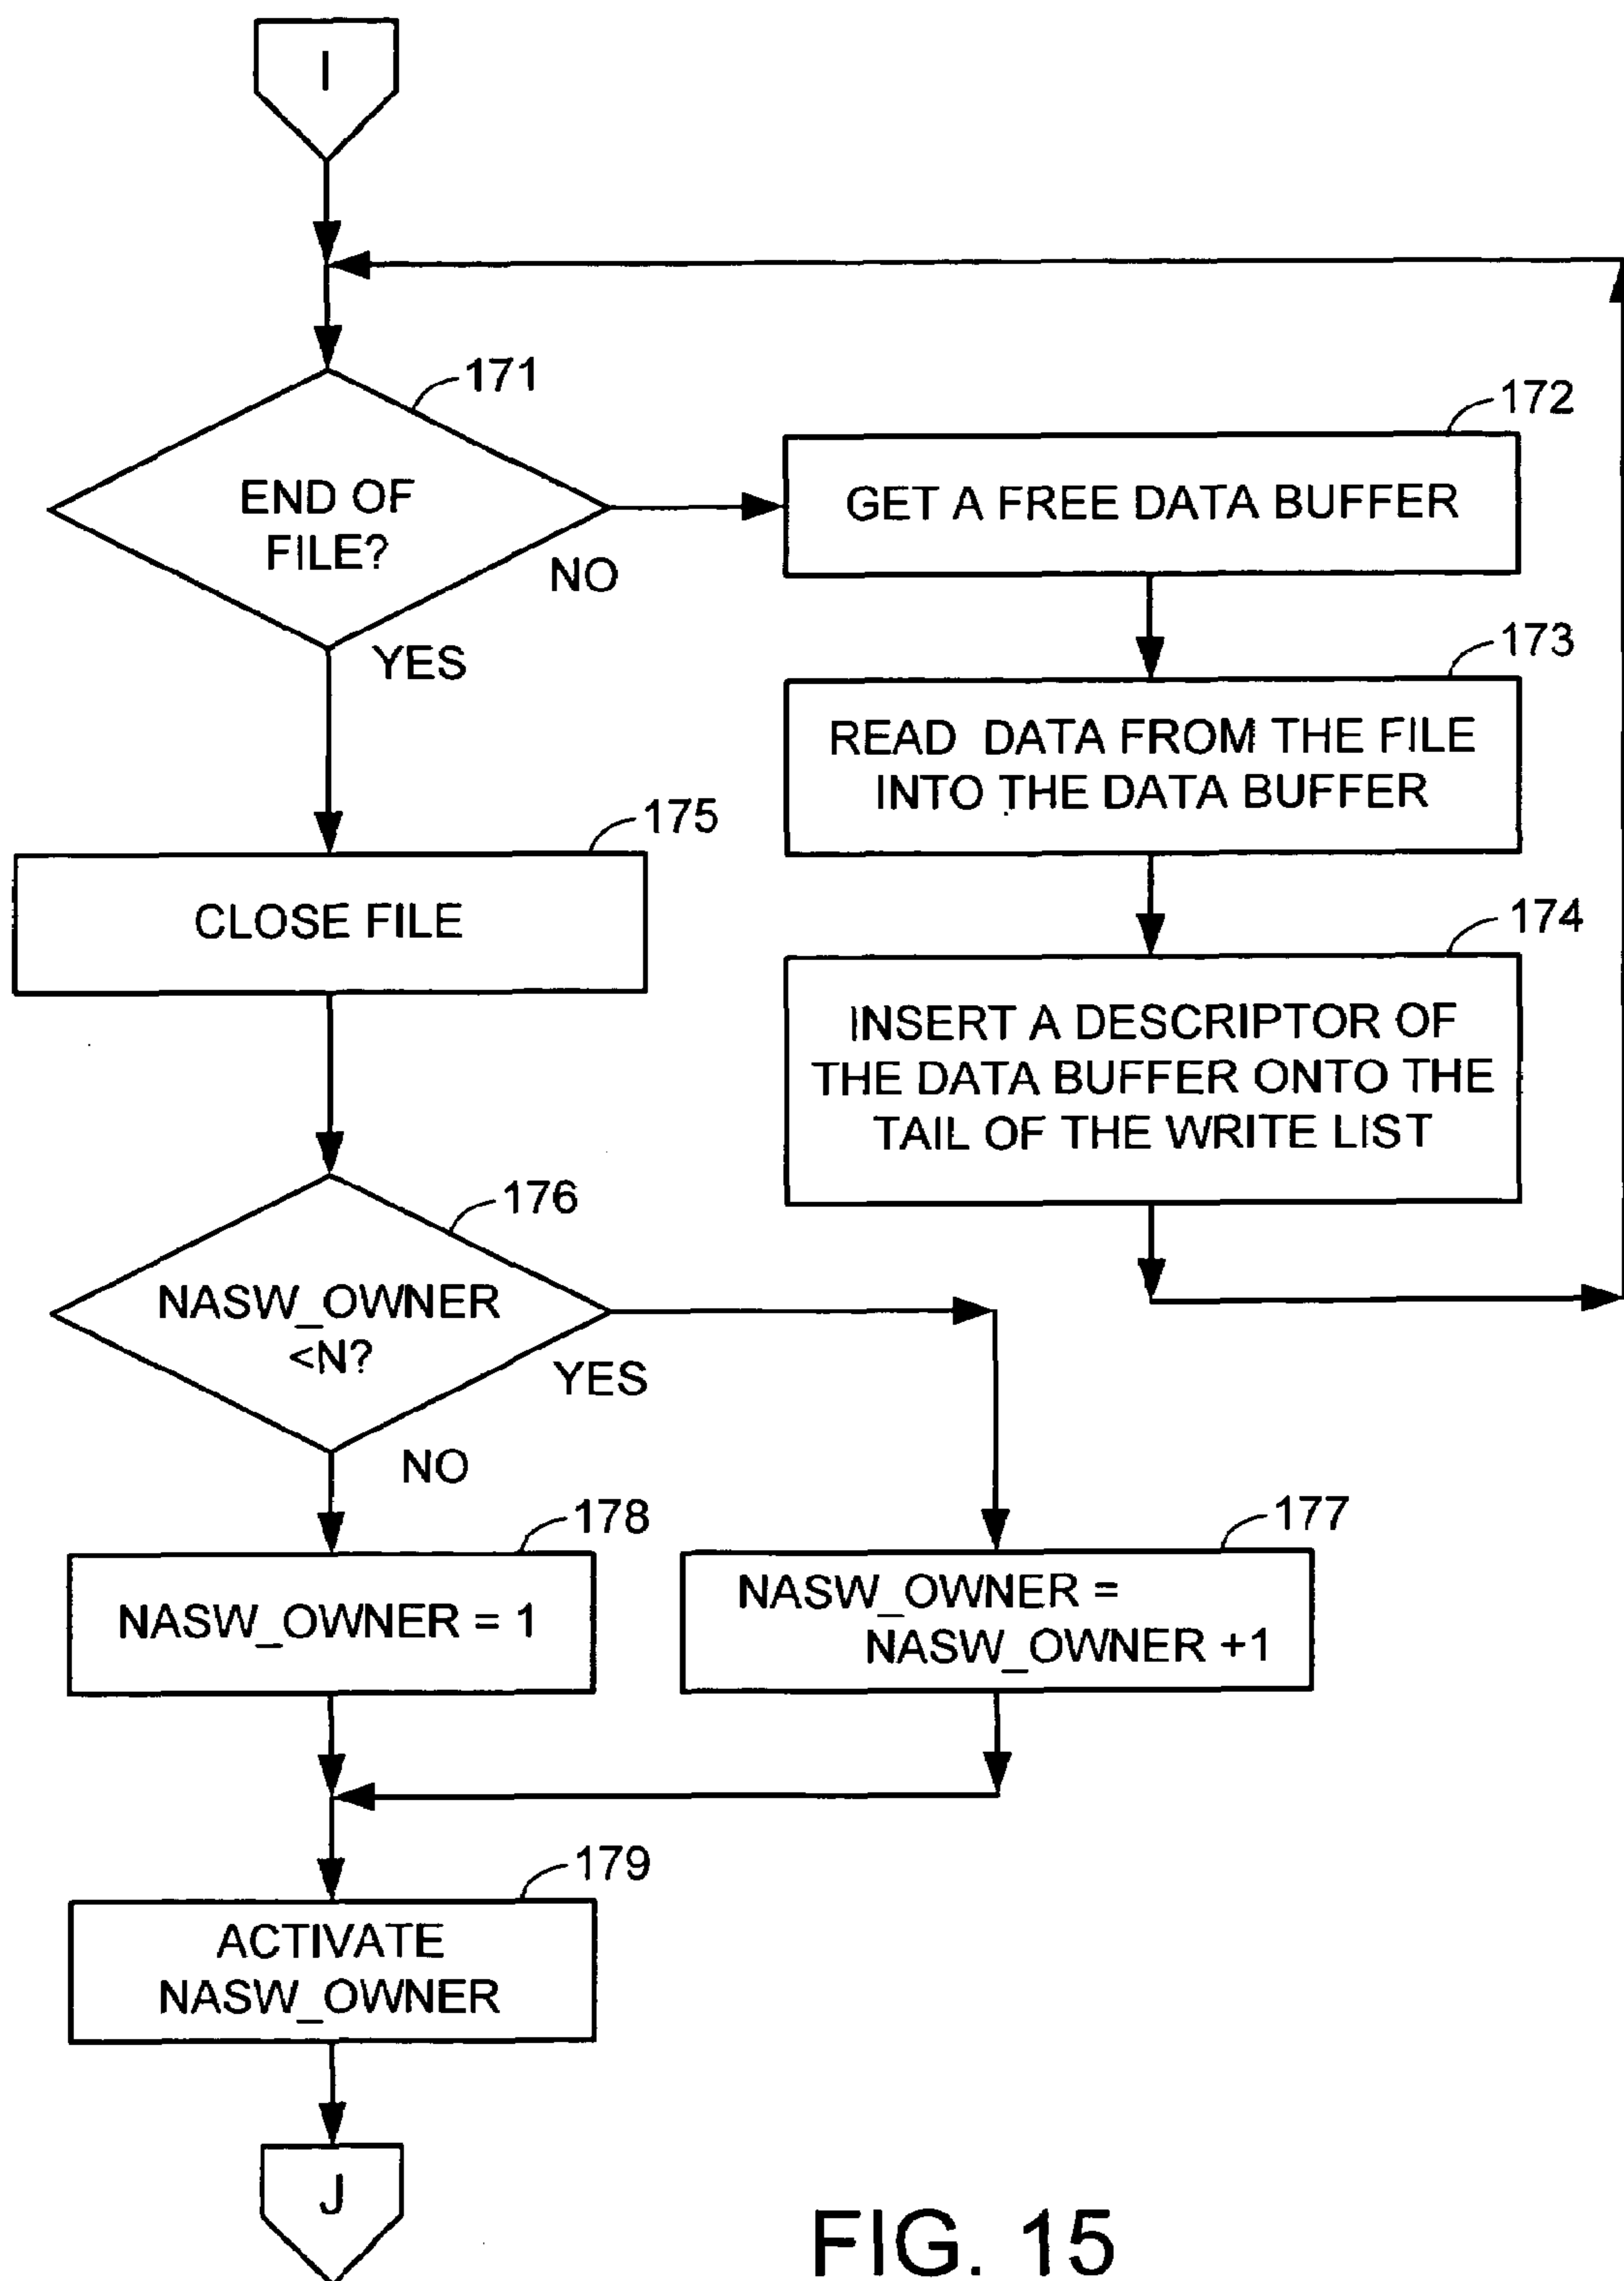 I
171
END OF
FILE?
NO
YES
172
GET A FREE DATA BUFFER
173
READ DATA FROM THE FILE
INTO THE DATA BUFFER
174
INSERT A DESCRIPTOR OF
THE DATA BUFFER ONTO THE
TAIL OF THE WRITE LIST
175
CLOSE FILE
176
NASW_OWNER
<N?
YES
NO
178
NASW_OWNER = 1
177
NASW_OWNER =
NASW_OWNER +1
179
ACTIVATE
NASW_OWNER
J
FIG. 15